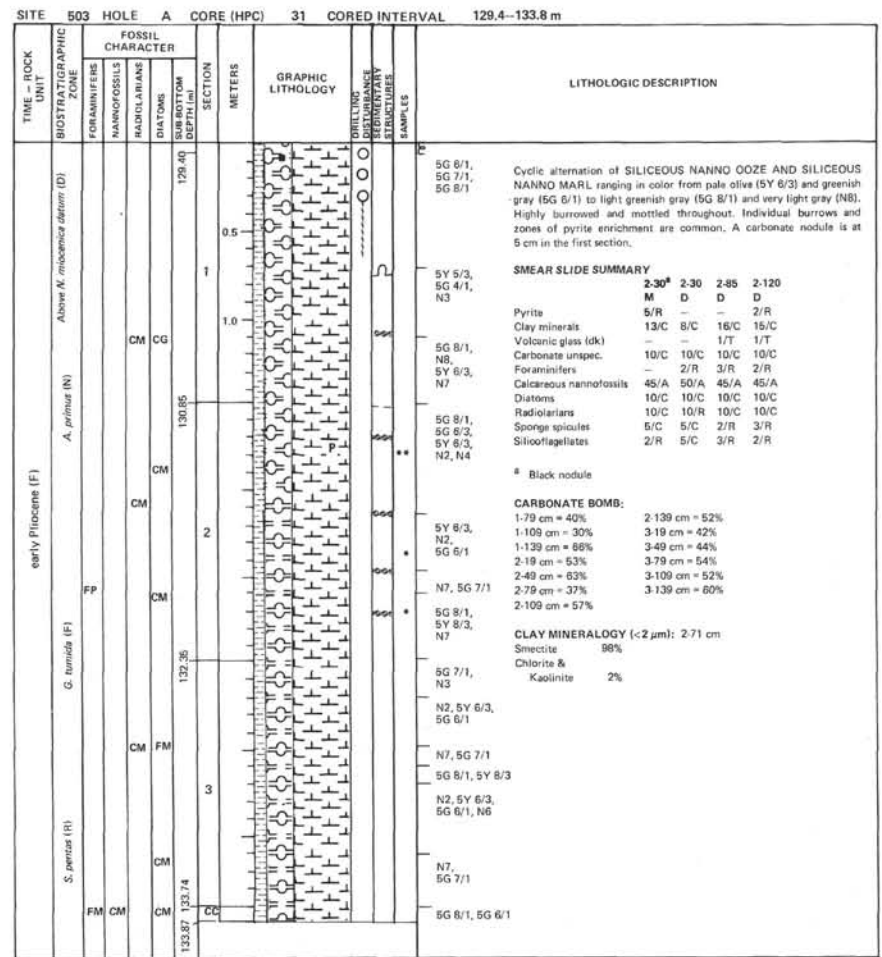 SITE 503 HOLE A CORE (HPC) 31 CORED INTERVAL 129.4–133.8 m
TIME – ROCK UNIT
BIOSTRATIGRAPHIC ZONE
FOSSIL CHARACTER
FORAMINIFERS
NANNOFOSSILS
RADIOLARIANS
DIATOMS
SUB-BOTTOM DEPTH (m)
SECTION
METERS
GRAPHIC LITHOLOGY
DRILLING DISTURBANCE
SEDIMENTARY STRUCTURES
SAMPLES
LITHOLOGIC DESCRIPTION
early Pliocene (F)
Above N. miocenica datum (D)
A. primus (N)
G. tumida (F)
S. pentas (R)
129.40
0.5
1
1.0
CM CG
130.85
CM
CM
2
FP
CM
132.35
CM FM
3
CM
133.74
FM CM CM CC
133.87
P
5G 6/1,
5G 7/1,
5G 8/1
5Y 5/3,
5G 4/1,
N3
5G 8/1,
N8,
5Y 6/3,
N7
5G 8/1,
5G 6/3,
5Y 6/3,
N2, N4
5Y 6/3,
N2,
5G 6/1
N7, 5G 7/1
5G 8/1,
5Y 8/3,
N7
5G 7/1,
N3
N2, 5Y 6/3,
5G 6/1
N7, 5G 7/1
5G 8/1, 5Y 8/3
N2, 5Y 6/3,
5G 6/1, N6
N7,
5G 7/1
5G 8/1, 5G 6/1
Cyclic alternation of SILICEOUS NANNO OOZE AND SILICEOUS
NANNO MARL ranging in color from pale olive (5Y 6/3) and greenish
gray (5G 6/1) to light greenish gray (5G 8/1) and very light gray (N8).
Highly burrowed and mottled throughout. Individual burrows and
zones of pyrite enrichment are common. A carbonate nodule is at
5 cm in the first section.
SMEAR SLIDE SUMMARY
2-30a 2-30 2-85 2-120
M D D D
Pyrite 5/R – – 2/R
Clay minerals 13/C 8/C 16/C 15/C
Volcanic glass (dk) – – 1/T 1/T
Carbonate unspec. 10/C 10/C 10/C 10/C
Foraminifers – 2/R 3/R 2/R
Calcareous nannofossils 45/A 50/A 45/A 45/A
Diatoms 10/C 10/C 10/C 10/C
Radiolarians 10/C 10/R 10/C 10/C
Sponge spicules 5/C 5/C 2/R 3/R
Silicoflagellates 2/R 5/C 3/R 2/R
a Black nodule
CARBONATE BOMB:
1-79 cm = 40% 2-139 cm = 52%
1-109 cm = 30% 3-19 cm = 42%
1-139 cm = 66% 3-49 cm = 44%
2-19 cm = 53% 3-79 cm = 54%
2-49 cm = 63% 3-109 cm = 52%
2-79 cm = 37% 3-139 cm = 60%
2-109 cm = 57%
CLAY MINERALOGY (<2 μm): 2-71 cm
Smectite 98%
Chlorite &
Kaolinite 2%